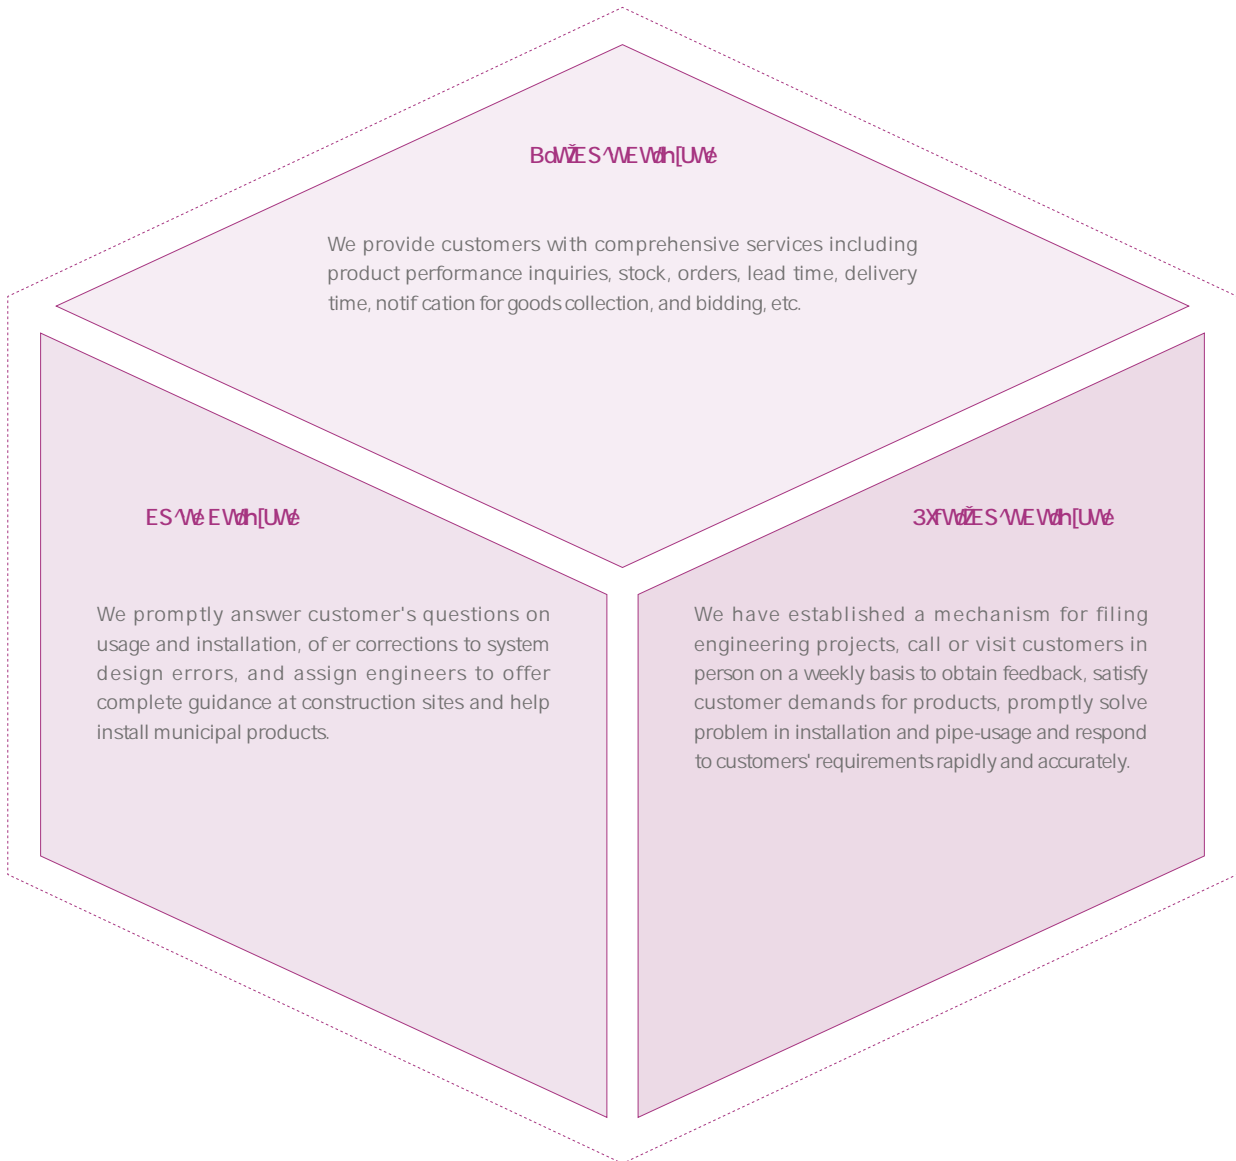 We provide customers with comprehensive services including
product performance inquiries, stock, orders, lead time, delivery
time, notif cation for goods collection, and bidding, etc.
We promptly answer customer's questions on
usage and installation, of er corrections to system
design errors, and assign engineers to offer
complete guidance at construction sites and help
install municipal products.
We have established a mechanism for filing
engineering projects, call or visit customers in
person on a weekly basis to obtain feedback, satisfy
customer demands for products, promptly solve
problem in installation and pipe-usage and respond
to customers' requirements rapidly and accurately.